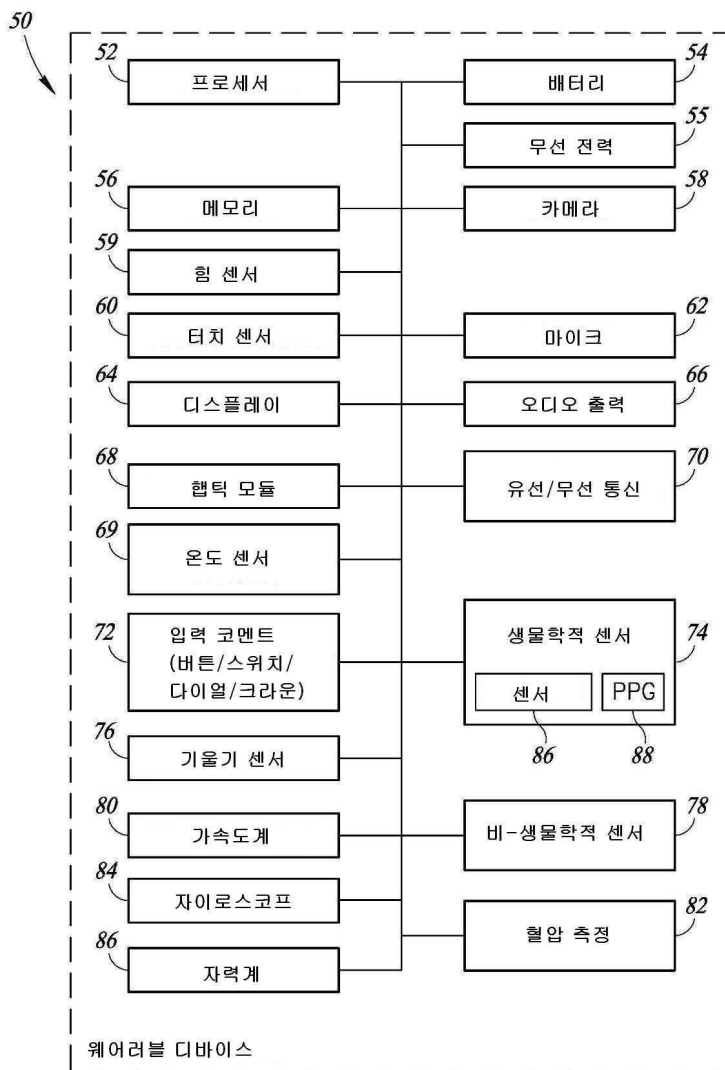 50
52
프로세서
배터리
54
무선 전력
55
56
메모리
카메라
58
59
힘 센서
60
터치 센서
마이크
62
64
디스플레이
오디오 출력
66
68
햅틱 모듈
유선/무선 통신
70
69
온도 센서
72
입력 코멘트
(버튼/스위치/
다이얼/크라운)
생물학적 센서
74
센서
PPG
86
88
76
기울기 센서
80
가속도계
비-생물학적 센서
78
84
자이로스코프
혈압 측정
82
86
자력계
웨어러블 디바이스